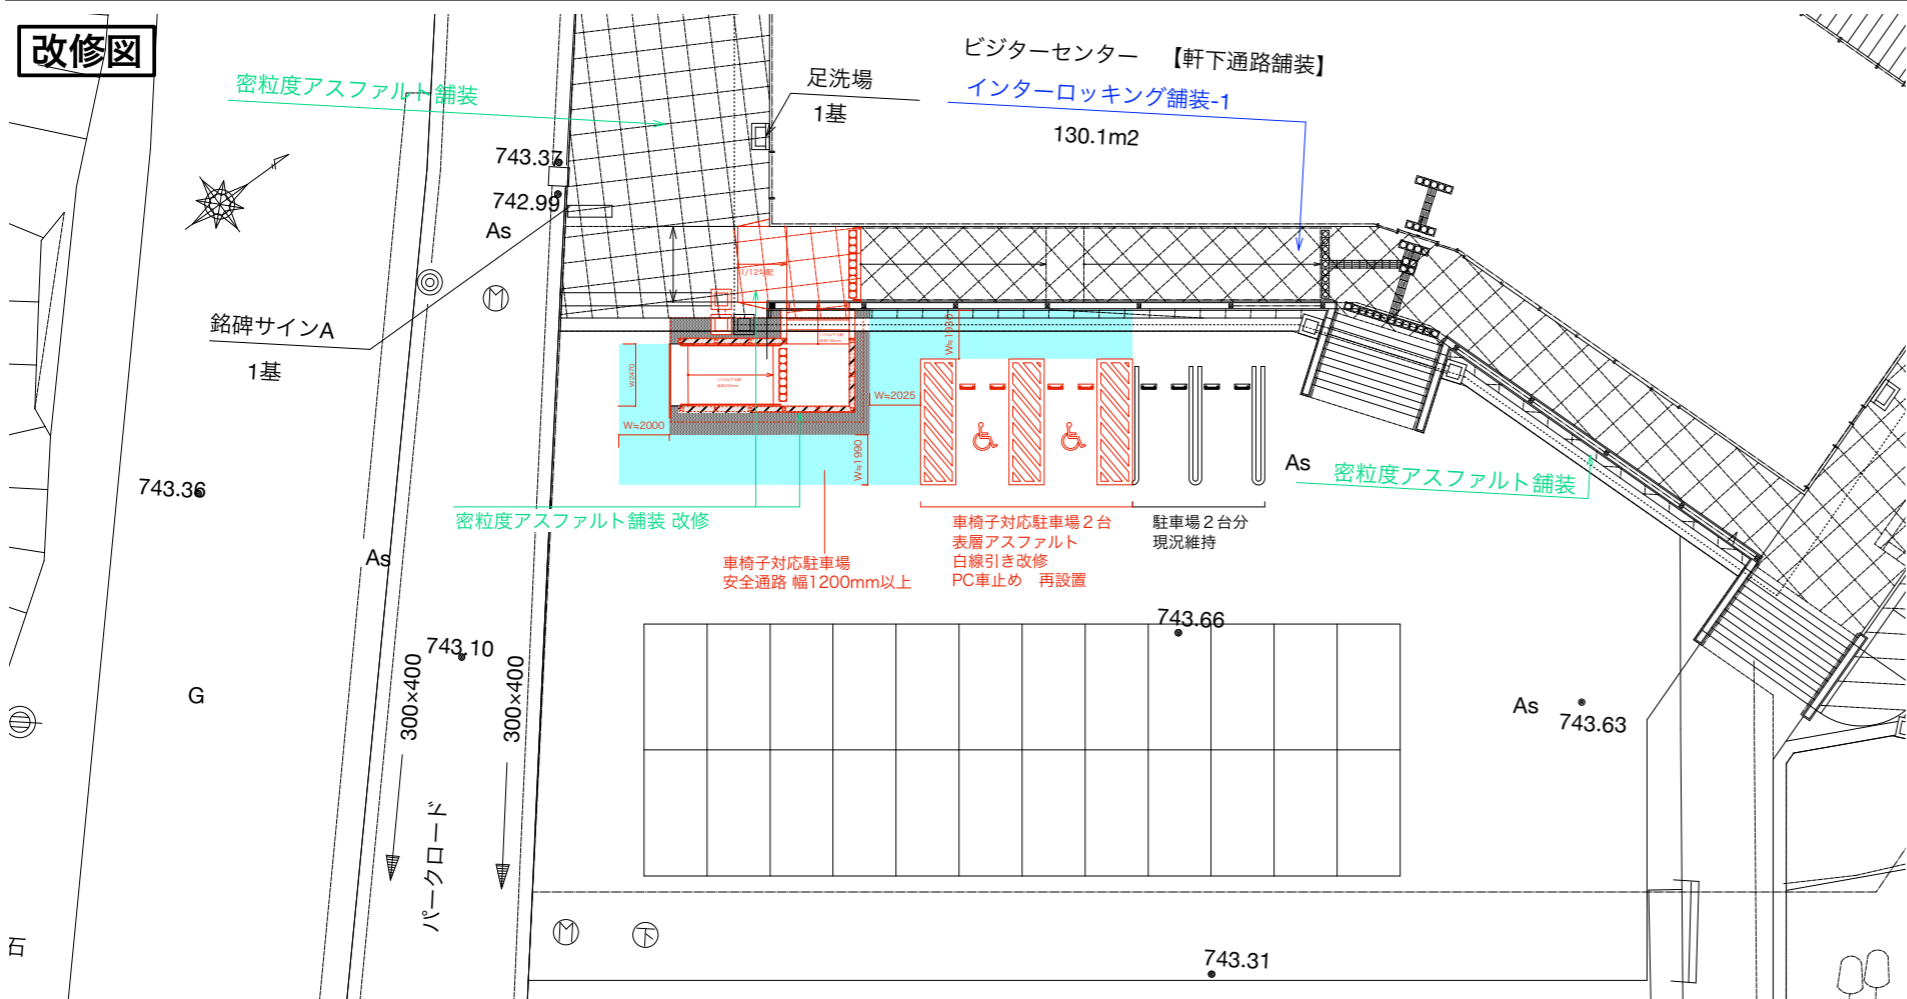 改修図
密粒度アスファルト舗装
足洗場
1基
ビジターセンター 【軒下通路舗装】
インターロッキング舗装-1
130.1m2
743.37
742.99
As
M
銘碑サインA
1基
1/12勾配
W≒1930
W≒2025
W≒2470
W≒2000
W≒1990
743.36
As
密粒度アスファルト舗装
As
密粒度アスファルト舗装 改修
車椅子対応駐車場
安全通路 幅1200mm以上
車椅子対応駐車場2台
表層アスファルト
白線引き改修
PC車止め 再設置
駐車場2台分
現況維持
743.10
743.66
300×400
300×400
G
As
743.63
パークロード
M
下
石
743.31